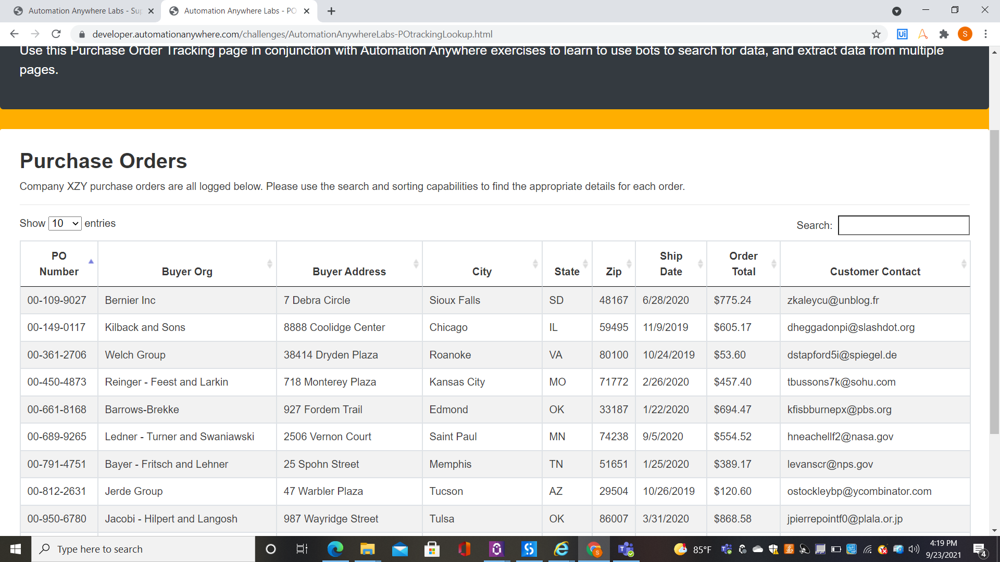 Automation Anywhere Labs - Sup
Automation Anywhere Labs - PO
developer.automationanywhere.com/challenges/AutomationAnywhereLabs-POtrackingLookup.html
S
Use this Purchase Order Tracking page in conjunction with Automation Anywhere exercises to learn to use bots to search for data, and extract data from multiple
pages.
Purchase Orders
Company XZY purchase orders are all logged below. Please use the search and sorting capabilities to find the appropriate details for each order.
Show 10 entries Search:
PO Number Buyer Org Buyer Address City State Zip Ship Date Order Total Customer Contact
00-109-9027 Bernier Inc 7 Debra Circle Sioux Falls SD 48167 6/28/2020 $775.24 zkaleycu@unblog.fr
00-149-0117 Kilback and Sons 8888 Coolidge Center Chicago IL 59495 11/9/2019 $605.17 dheggadonpi@slashdot.org
00-361-2706 Welch Group 38414 Dryden Plaza Roanoke VA 80100 10/24/2019 $53.60 dstapford5i@spiegel.de
00-450-4873 Reinger - Feest and Larkin 718 Monterey Plaza Kansas City MO 71772 2/26/2020 $457.40 tbussons7k@sohu.com
00-661-8168 Barrows-Brekke 927 Fordem Trail Edmond OK 33187 1/22/2020 $694.47 kfisbburnepx@pbs.org
00-689-9265 Ledner - Turner and Swaniawski 2506 Vernon Court Saint Paul MN 74238 9/5/2020 $554.52 hneachellf2@nasa.gov
00-791-4751 Bayer - Fritsch and Lehner 25 Spohn Street Memphis TN 51651 1/25/2020 $389.17 levanscr@nps.gov
00-812-2631 Jerde Group 47 Warbler Plaza Tucson AZ 29504 10/26/2019 $120.60 ostockleybp@ycombinator.com
00-950-6780 Jacobi - Hilpert and Langosh 987 Wayridge Street Tulsa OK 86007 3/31/2020 $868.58 jpierrepointf0@plala.or.jp
Type here to search
85°F
4:19 PM
9/23/2021
4